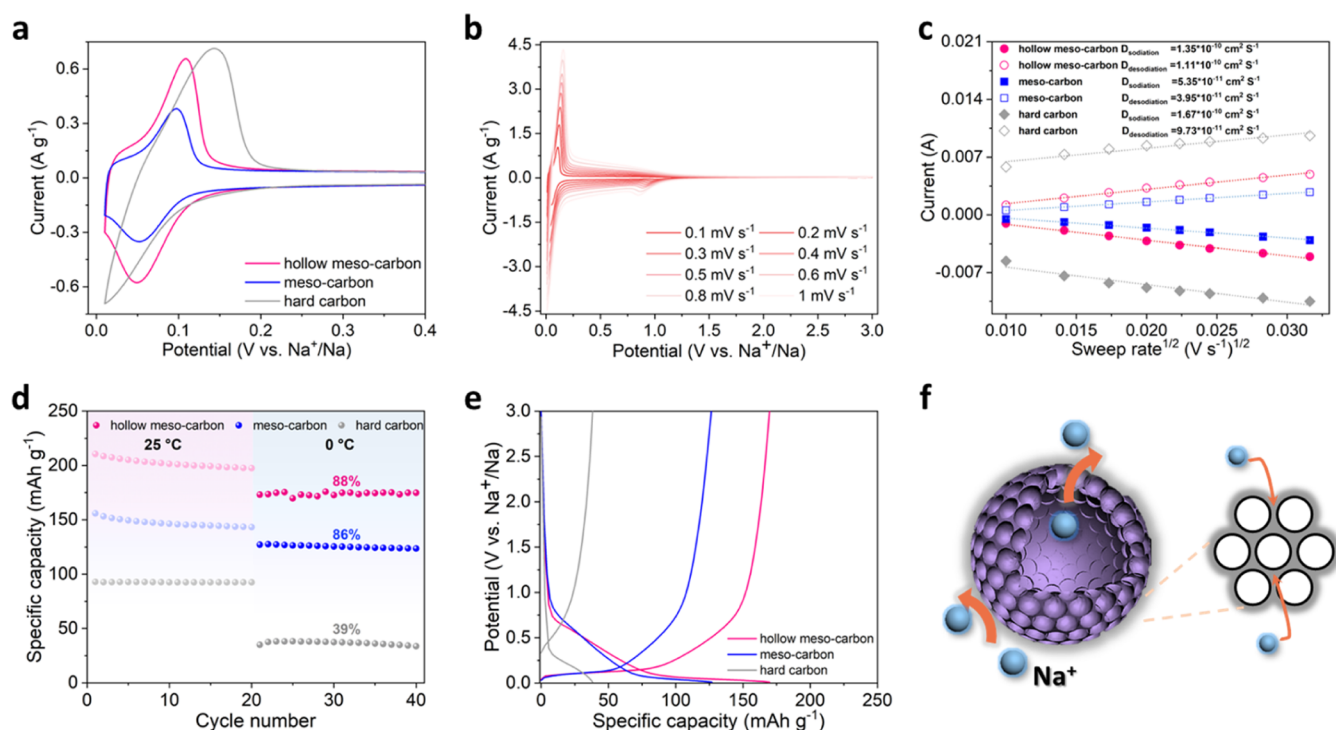 a
0.6
0.3
0.0
-0.3
-0.6
Current (A g⁻¹)
hollow meso-carbon
meso-carbon
hard carbon
0.0 0.1 0.2 0.3 0.4
Potential (V vs. Na⁺/Na)
b
4.5
3.0
1.5
0.0
-1.5
-3.0
-4.5
Current (A g⁻¹)
0.1 mV s⁻¹ 0.2 mV s⁻¹
0.3 mV s⁻¹ 0.4 mV s⁻¹
0.5 mV s⁻¹ 0.6 mV s⁻¹
0.8 mV s⁻¹ 1 mV s⁻¹
0.0 0.5 1.0 1.5 2.0 2.5 3.0
Potential (V vs. Na⁺/Na)
c
0.021
0.014
0.007
0.000
-0.007
Current (A)
hollow meso-carbon D sodiation =1.35*10⁻¹⁰ cm² S⁻¹
hollow meso-carbon D desodiation =1.11*10⁻¹⁰ cm² S⁻¹
meso-carbon D sodiation =5.35*10⁻¹¹ cm² S⁻¹
meso-carbon D desodiation =3.95*10⁻¹¹ cm² S⁻¹
hard carbon D sodiation =1.67*10⁻¹⁰ cm² S⁻¹
hard carbon D desodiation =9.73*10⁻¹¹ cm² S⁻¹
0.010 0.015 0.020 0.025 0.030
Sweep rate^1/2 (V s⁻¹)^1/2
d
250
200
150
100
50
0
Specific capacity (mAh g⁻¹)
hollow meso-carbon meso-carbon hard carbon
25 °C 0 °C
88%
86%
39%
0 10 20 30 40
Cycle number
e
3.0
2.5
2.0
1.5
1.0
0.5
0.0
Potential (V vs. Na⁺/Na)
hollow meso-carbon
meso-carbon
hard carbon
0 50 100 150 200 250
Specific capacity (mAh g⁻¹)
f
Na⁺